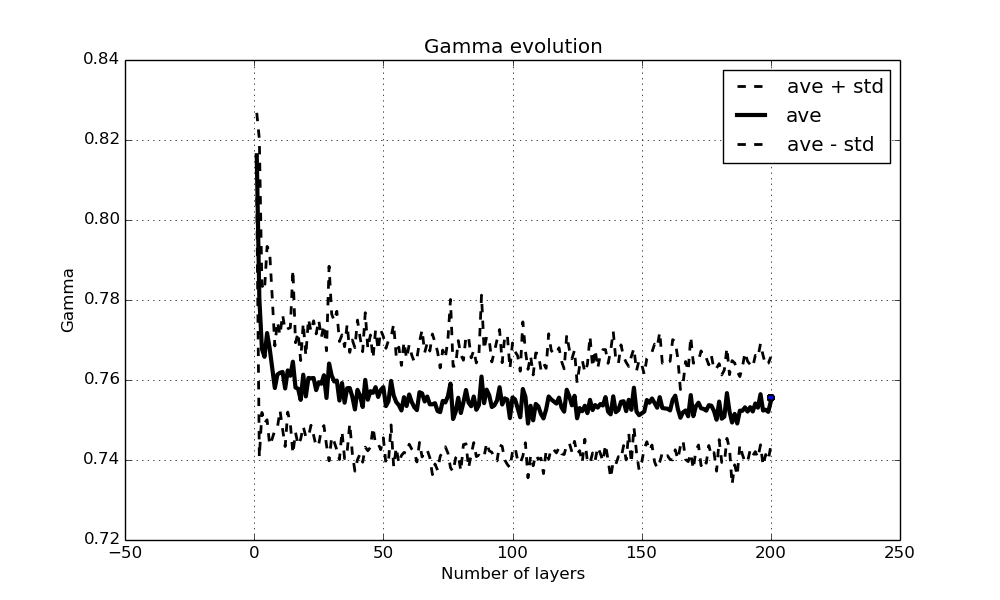 Gamma evolution
0.84
0.82
0.80
0.78
0.76
0.74
0.72
Gamma
ave + std
ave
ave - std
−50
0
50
100
150
200
250
Number of layers